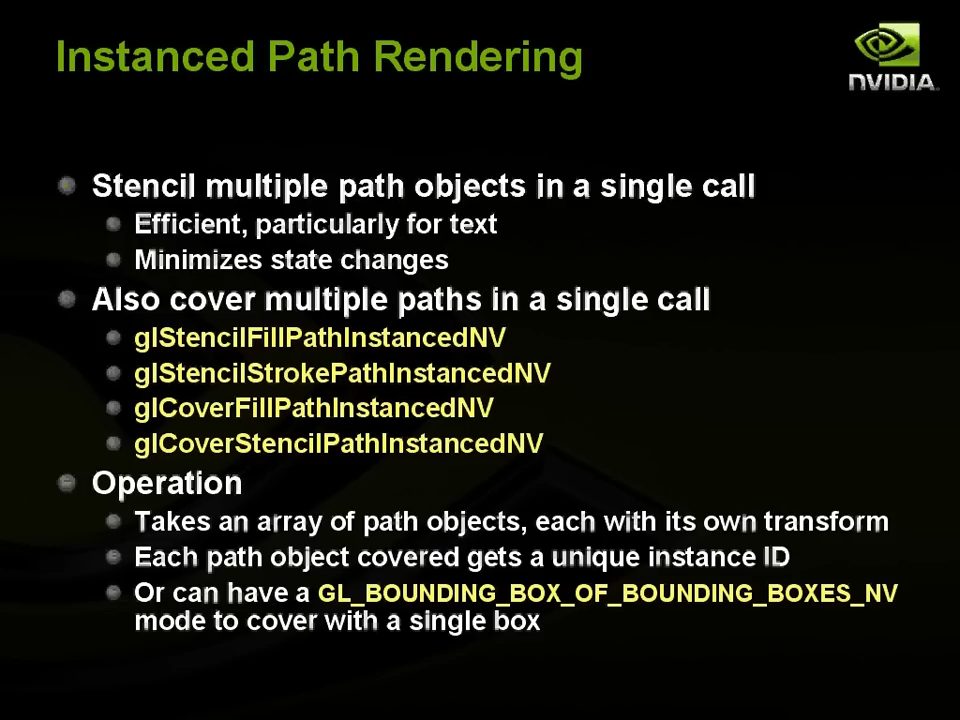 Instanced Path Rendering
NVIDIA.
Stencil multiple path objects in a single call
Efficient, particularly for text
Minimizes state changes
Also cover multiple paths in a single call
glStencilFillPathInstancedNV
glStencilStrokePathInstancedNV
glCoverFillPathInstancedNV
glCoverStencilPathInstancedNV
Operation
Takes an array of path objects, each with its own transform
Each path object covered gets a unique instance ID
Or can have a GL_BOUNDING_BOX_OF_BOUNDING_BOXES_NV
mode to cover with a single box